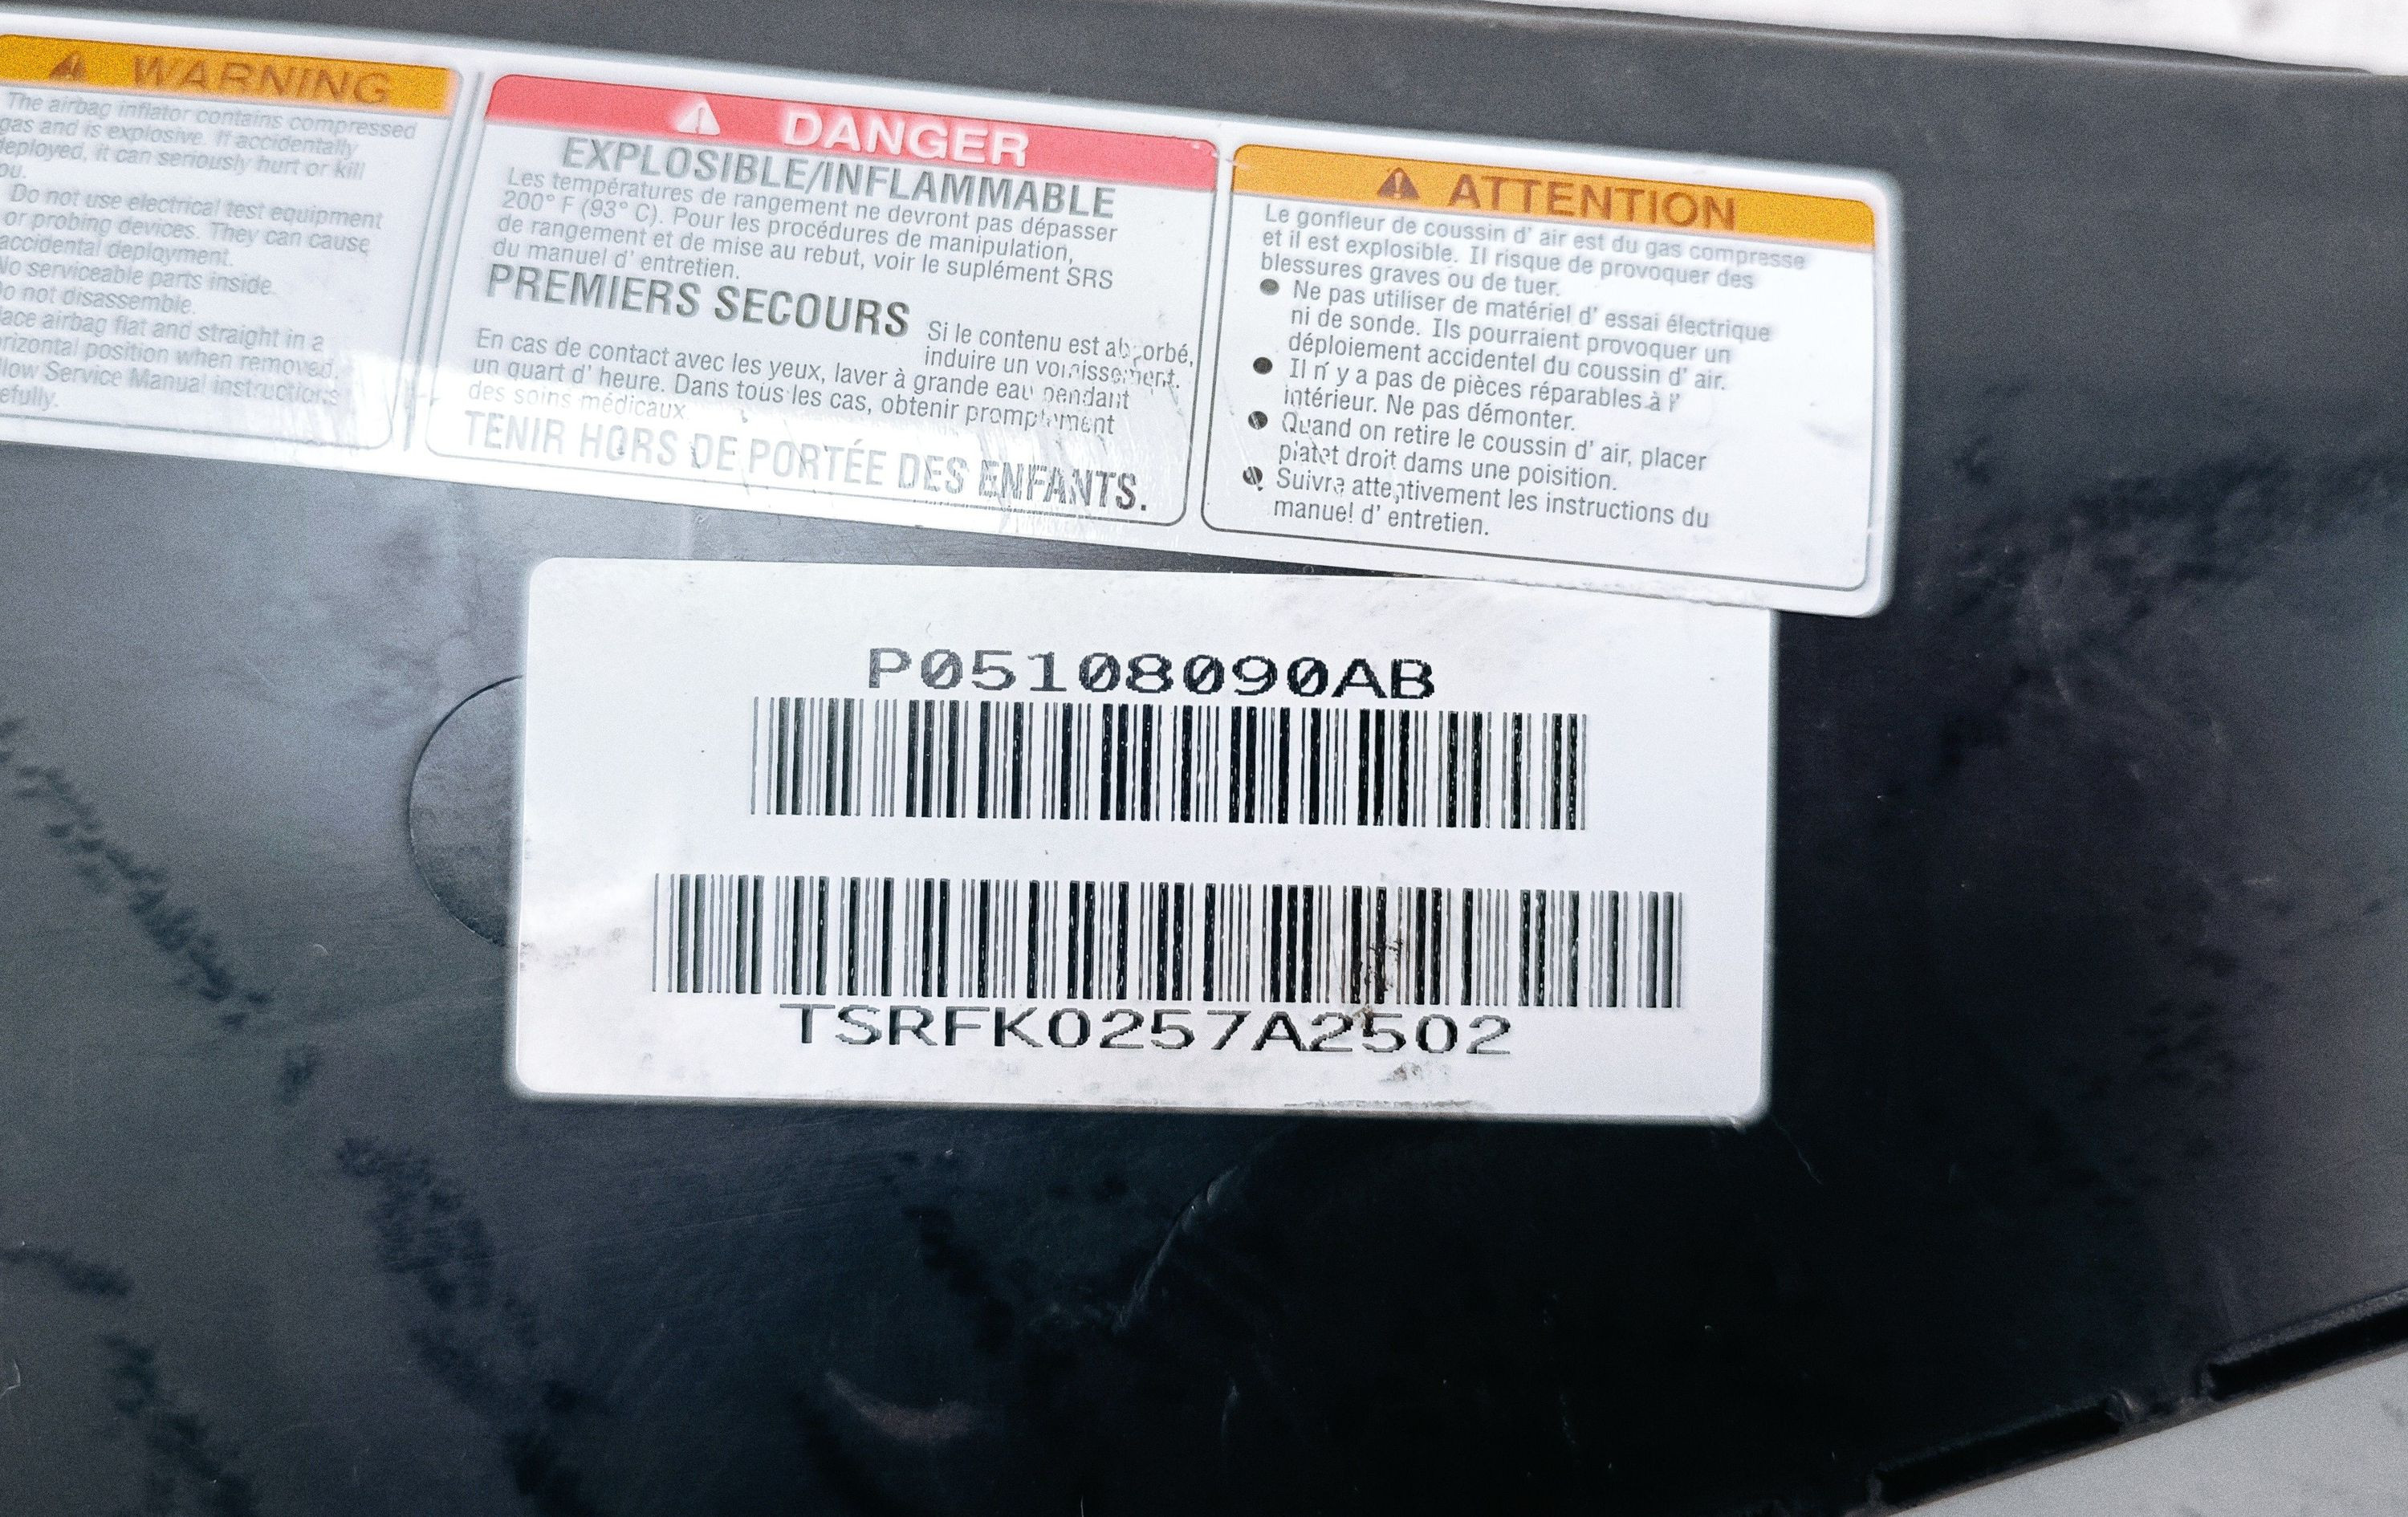 WARNING
The airbag inflator contains compressed
gas and is explosive. If accidentally
deployed, it can seriously hurt or kill
ou.
Do not use electrical test equipment
or probing devices. They can cause
accidental deployment.
No serviceable parts inside.
Do not disassemble.
lace airbag flat and straight in a
orizontal position when removed.
llow Service Manual instructions
efully.
DANGER
EXPLOSIBLE/INFLAMMABLE
Les températures de rangement ne devront pas dépasser
200° F (93° C). Pour les procédures de manipulation,
de rangement et de mise au rebut, voir le suplément SRS
du manuel d' entretien.
PREMIERS SECOURS
Si le contenu est absorbé,
induire un vomissement.
En cas de contact avec les yeux, laver à grande eau pendant
un quart d' heure. Dans tous les cas, obtenir promptement
des soins médicaux
TENIR HORS DE PORTÉE DES ENFANTS.
ATTENTION
Le gonfleur de coussin d' air est du gas compresse
et il est explosible. Il risque de provoquer des
blessures graves ou de tuer.
● Ne pas utiliser de matériel d' essai électrique
ni de sonde. Ils pourraient provoquer un
déploiement accidentel du coussin d' air.
● Il n' y a pas de pièces réparables à l'
intérieur. Ne pas démonter.
● Quand on retire le coussin d' air, placer
platet droit dams une poisition.
● Suivre attentivement les instructions du
manuel d' entretien.
P05108090AB
TSRFK0257A2502